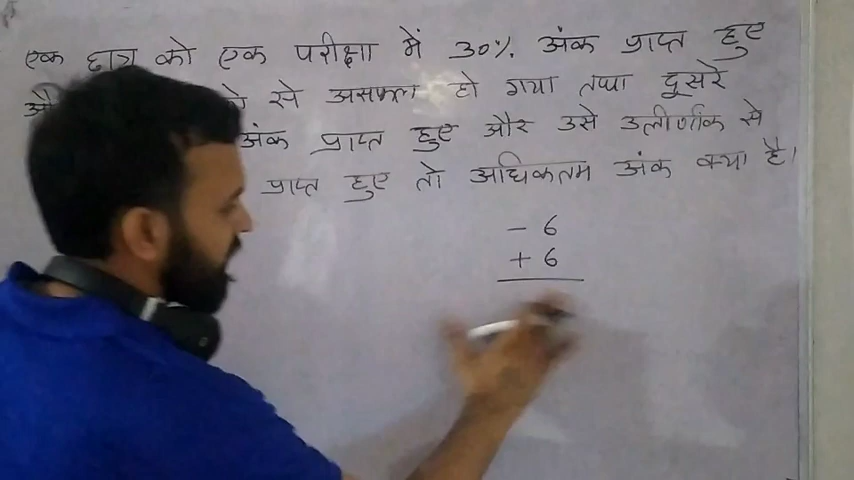 एक छात्र को एक परीक्षा में 30% अंक प्राप्त हुए
से असफल हो गया तथा दूसरे
अंक प्राप्त हुए और उसे उत्तीर्णांक से
प्राप्त हुए तो अधिकतम अंक क्या है।
- 6
+ 6